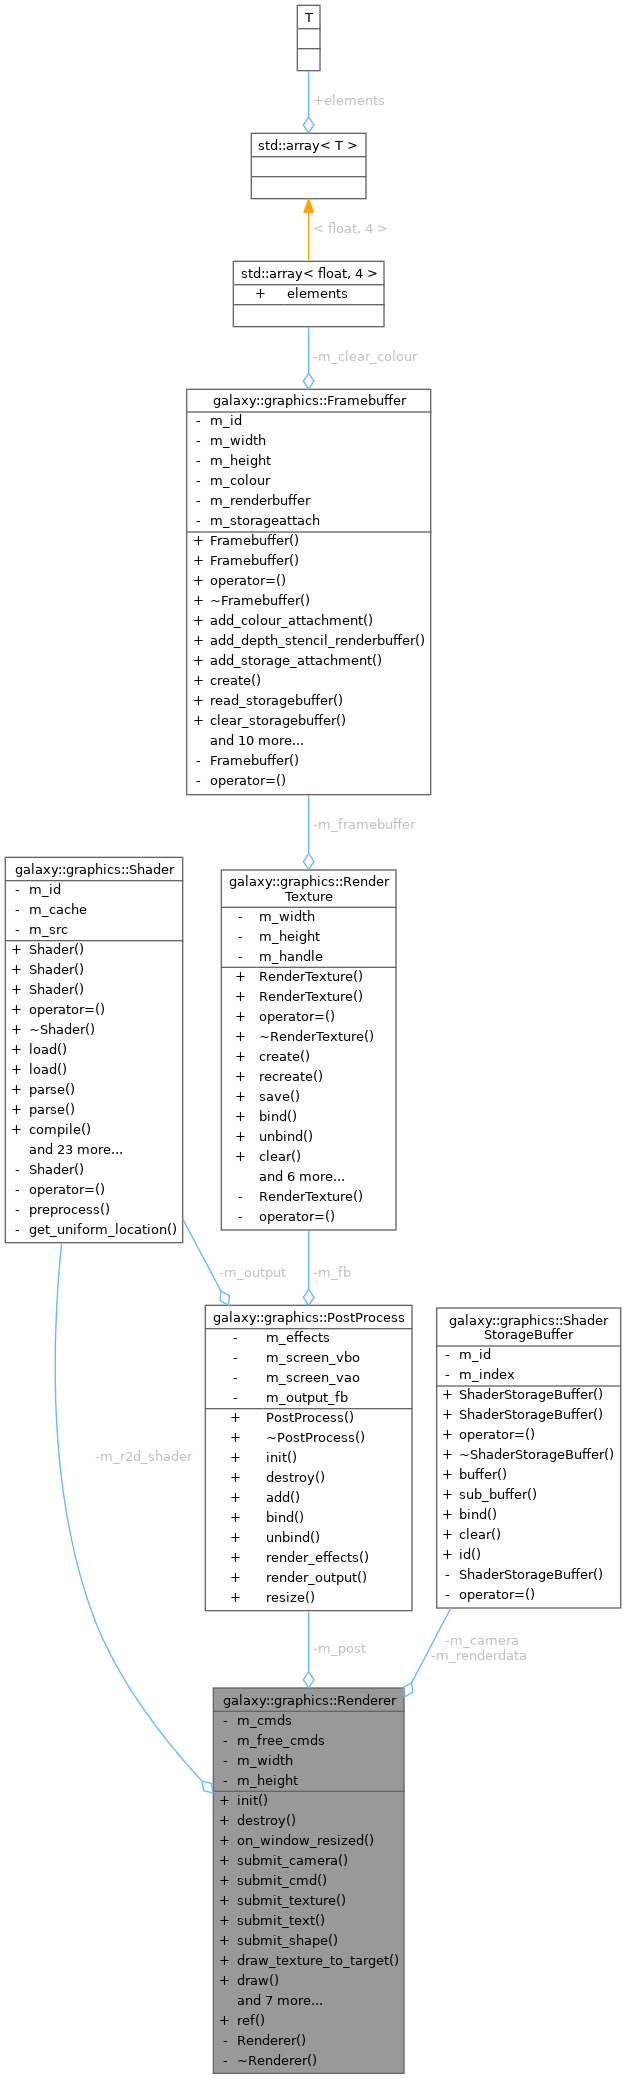 T
+elements
std::array< T >
< float, 4 >
std::array< float, 4 >
+ elements
-m_clear_colour
galaxy::graphics::Framebuffer
- m_id
- m_width
- m_height
- m_colour
- m_renderbuffer
- m_storageattach
+ Framebuffer()
+ Framebuffer()
+ operator=()
+ ~Framebuffer()
+ add_colour_attachment()
+ add_depth_stencil_renderbuffer()
+ add_storage_attachment()
+ create()
+ read_storagebuffer()
+ clear_storagebuffer()
and 10 more...
- Framebuffer()
- operator=()
-m_framebuffer
galaxy::graphics::Shader
- m_id
- m_cache
- m_src
+ Shader()
+ Shader()
+ Shader()
+ operator=()
+ ~Shader()
+ load()
+ load()
+ parse()
+ parse()
+ compile()
and 23 more...
- Shader()
- operator=()
- preprocess()
- get_uniform_location()
galaxy::graphics::Render
Texture
- m_width
- m_height
- m_handle
+ RenderTexture()
+ RenderTexture()
+ operator=()
+ ~RenderTexture()
+ create()
+ recreate()
+ save()
+ bind()
+ unbind()
+ clear()
and 6 more...
- RenderTexture()
- operator=()
-m_output
-m_fb
galaxy::graphics::PostProcess
- m_effects
- m_screen_vbo
- m_screen_vao
- m_output_fb
+ PostProcess()
+ ~PostProcess()
+ init()
+ destroy()
+ add()
+ bind()
+ unbind()
+ render_effects()
+ render_output()
+ resize()
galaxy::graphics::Shader
StorageBuffer
- m_id
- m_index
+ ShaderStorageBuffer()
+ ShaderStorageBuffer()
+ operator=()
+ ~ShaderStorageBuffer()
+ buffer()
+ sub_buffer()
+ bind()
+ clear()
+ id()
- ShaderStorageBuffer()
- operator=()
-m_r2d_shader
-m_post
-m_camera
-m_renderdata
galaxy::graphics::Renderer
- m_cmds
- m_free_cmds
- m_width
- m_height
+ init()
+ destroy()
+ on_window_resized()
+ submit_camera()
+ submit_cmd()
+ submit_texture()
+ submit_text()
+ submit_shape()
+ draw_texture_to_target()
+ draw()
and 7 more...
+ ref()
- Renderer()
- ~Renderer()